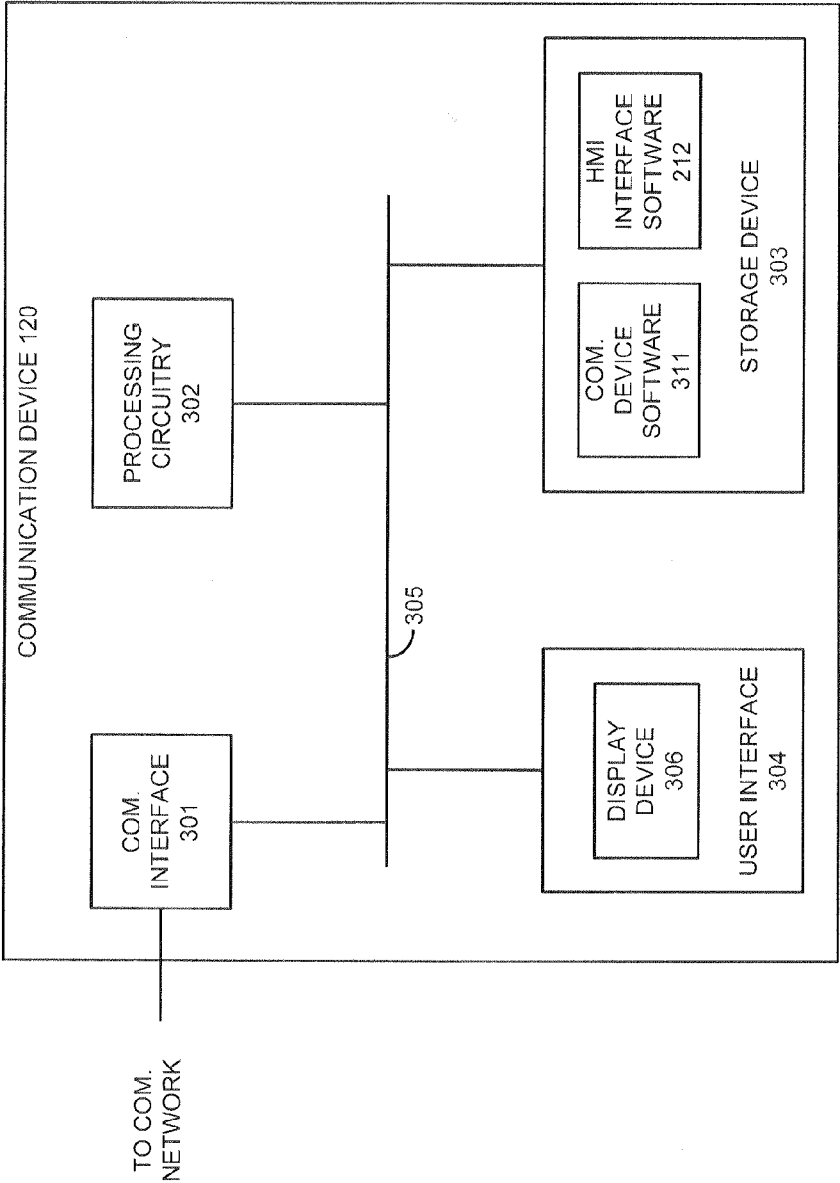 COMMUNICATION DEVICE 120
TO COM.
NETWORK
COM.
INTERFACE
301
PROCESSING
CIRCUITRY
302
305
DISPLAY
DEVICE
306
USER INTERFACE
304
COM.
DEVICE
SOFTWARE
311
HMI
INTERFACE
SOFTWARE
212
STORAGE DEVICE
303